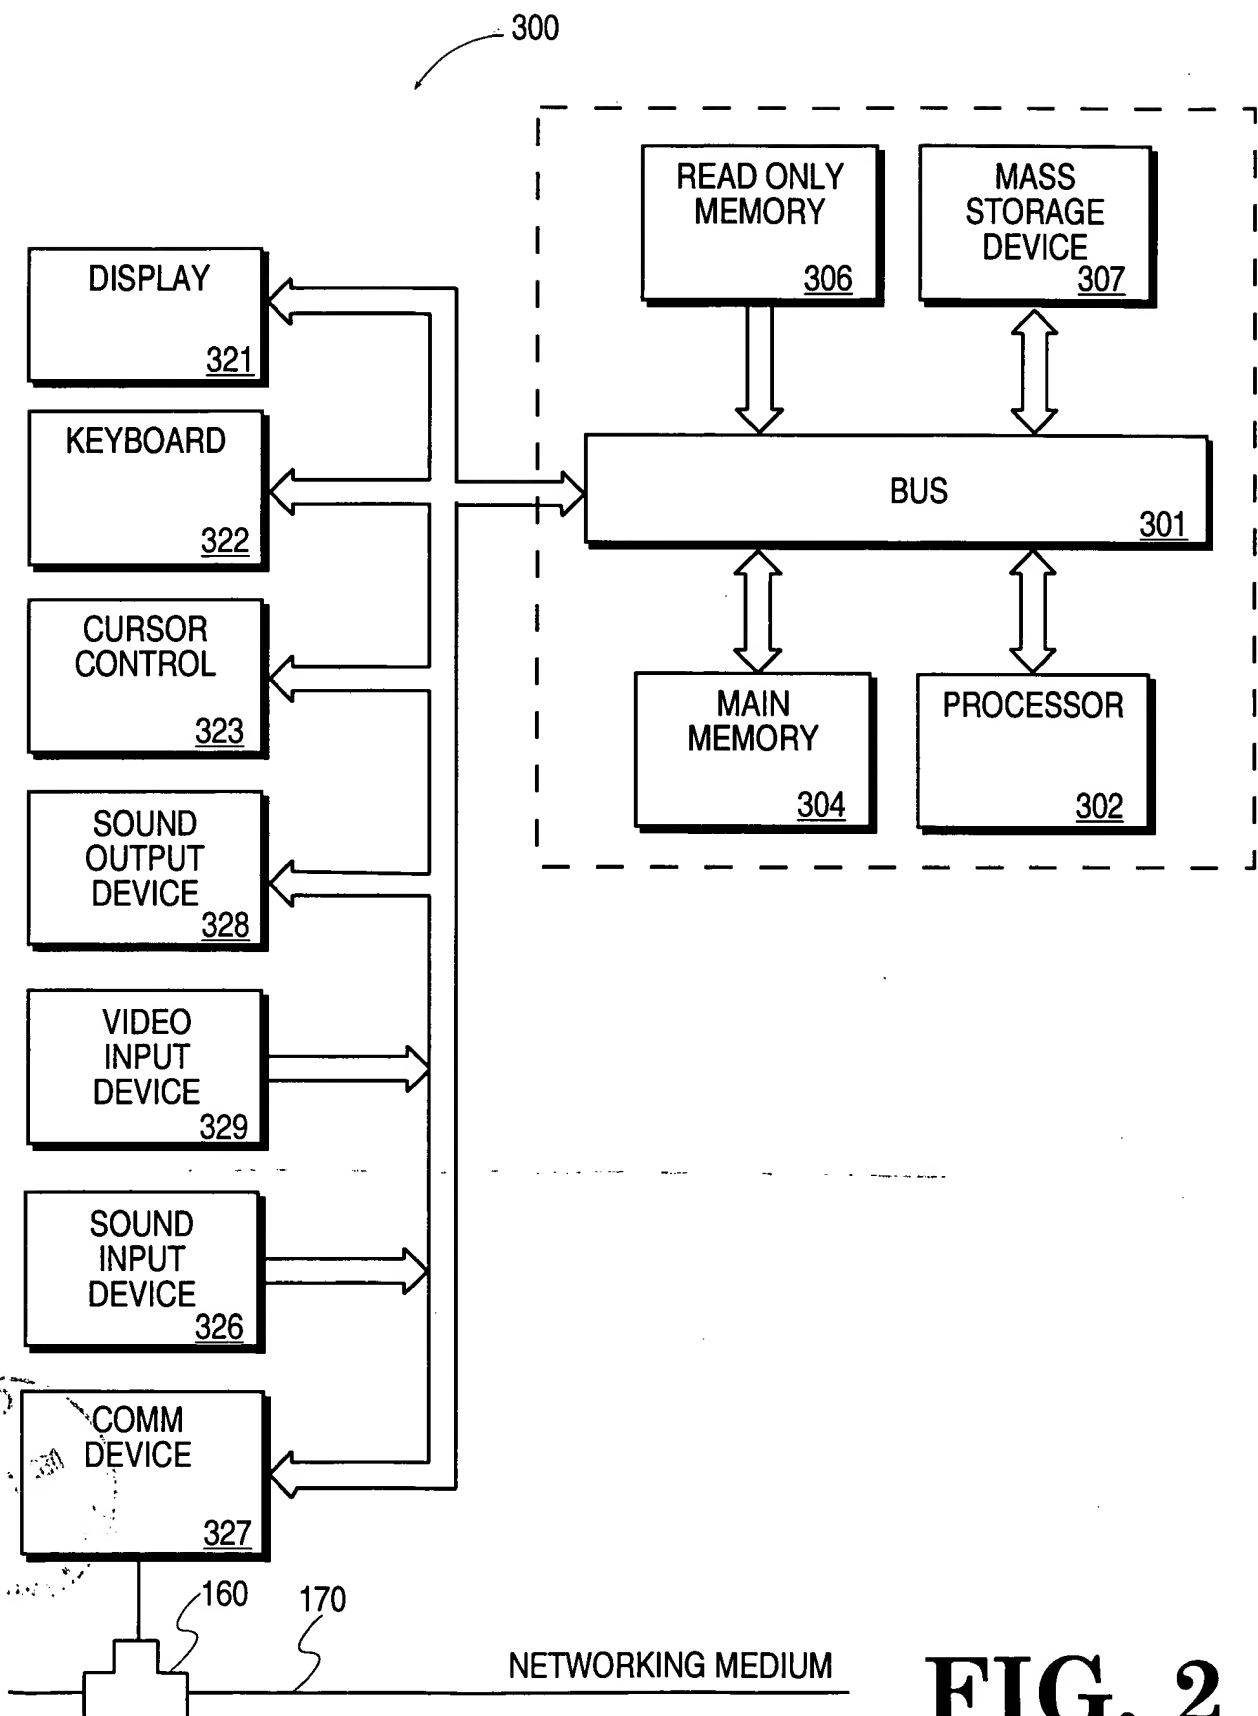 300
READ ONLY
MEMORY
306
MASS
STORAGE
DEVICE
307
DISPLAY
321
KEYBOARD
322
BUS
301
CURSOR
CONTROL
323
MAIN
MEMORY
304
PROCESSOR
302
SOUND
OUTPUT
DEVICE
328
VIDEO
INPUT
DEVICE
329
SOUND
INPUT
DEVICE
326
COMM
DEVICE
327
160
170
NETWORKING MEDIUM
FIG. 2